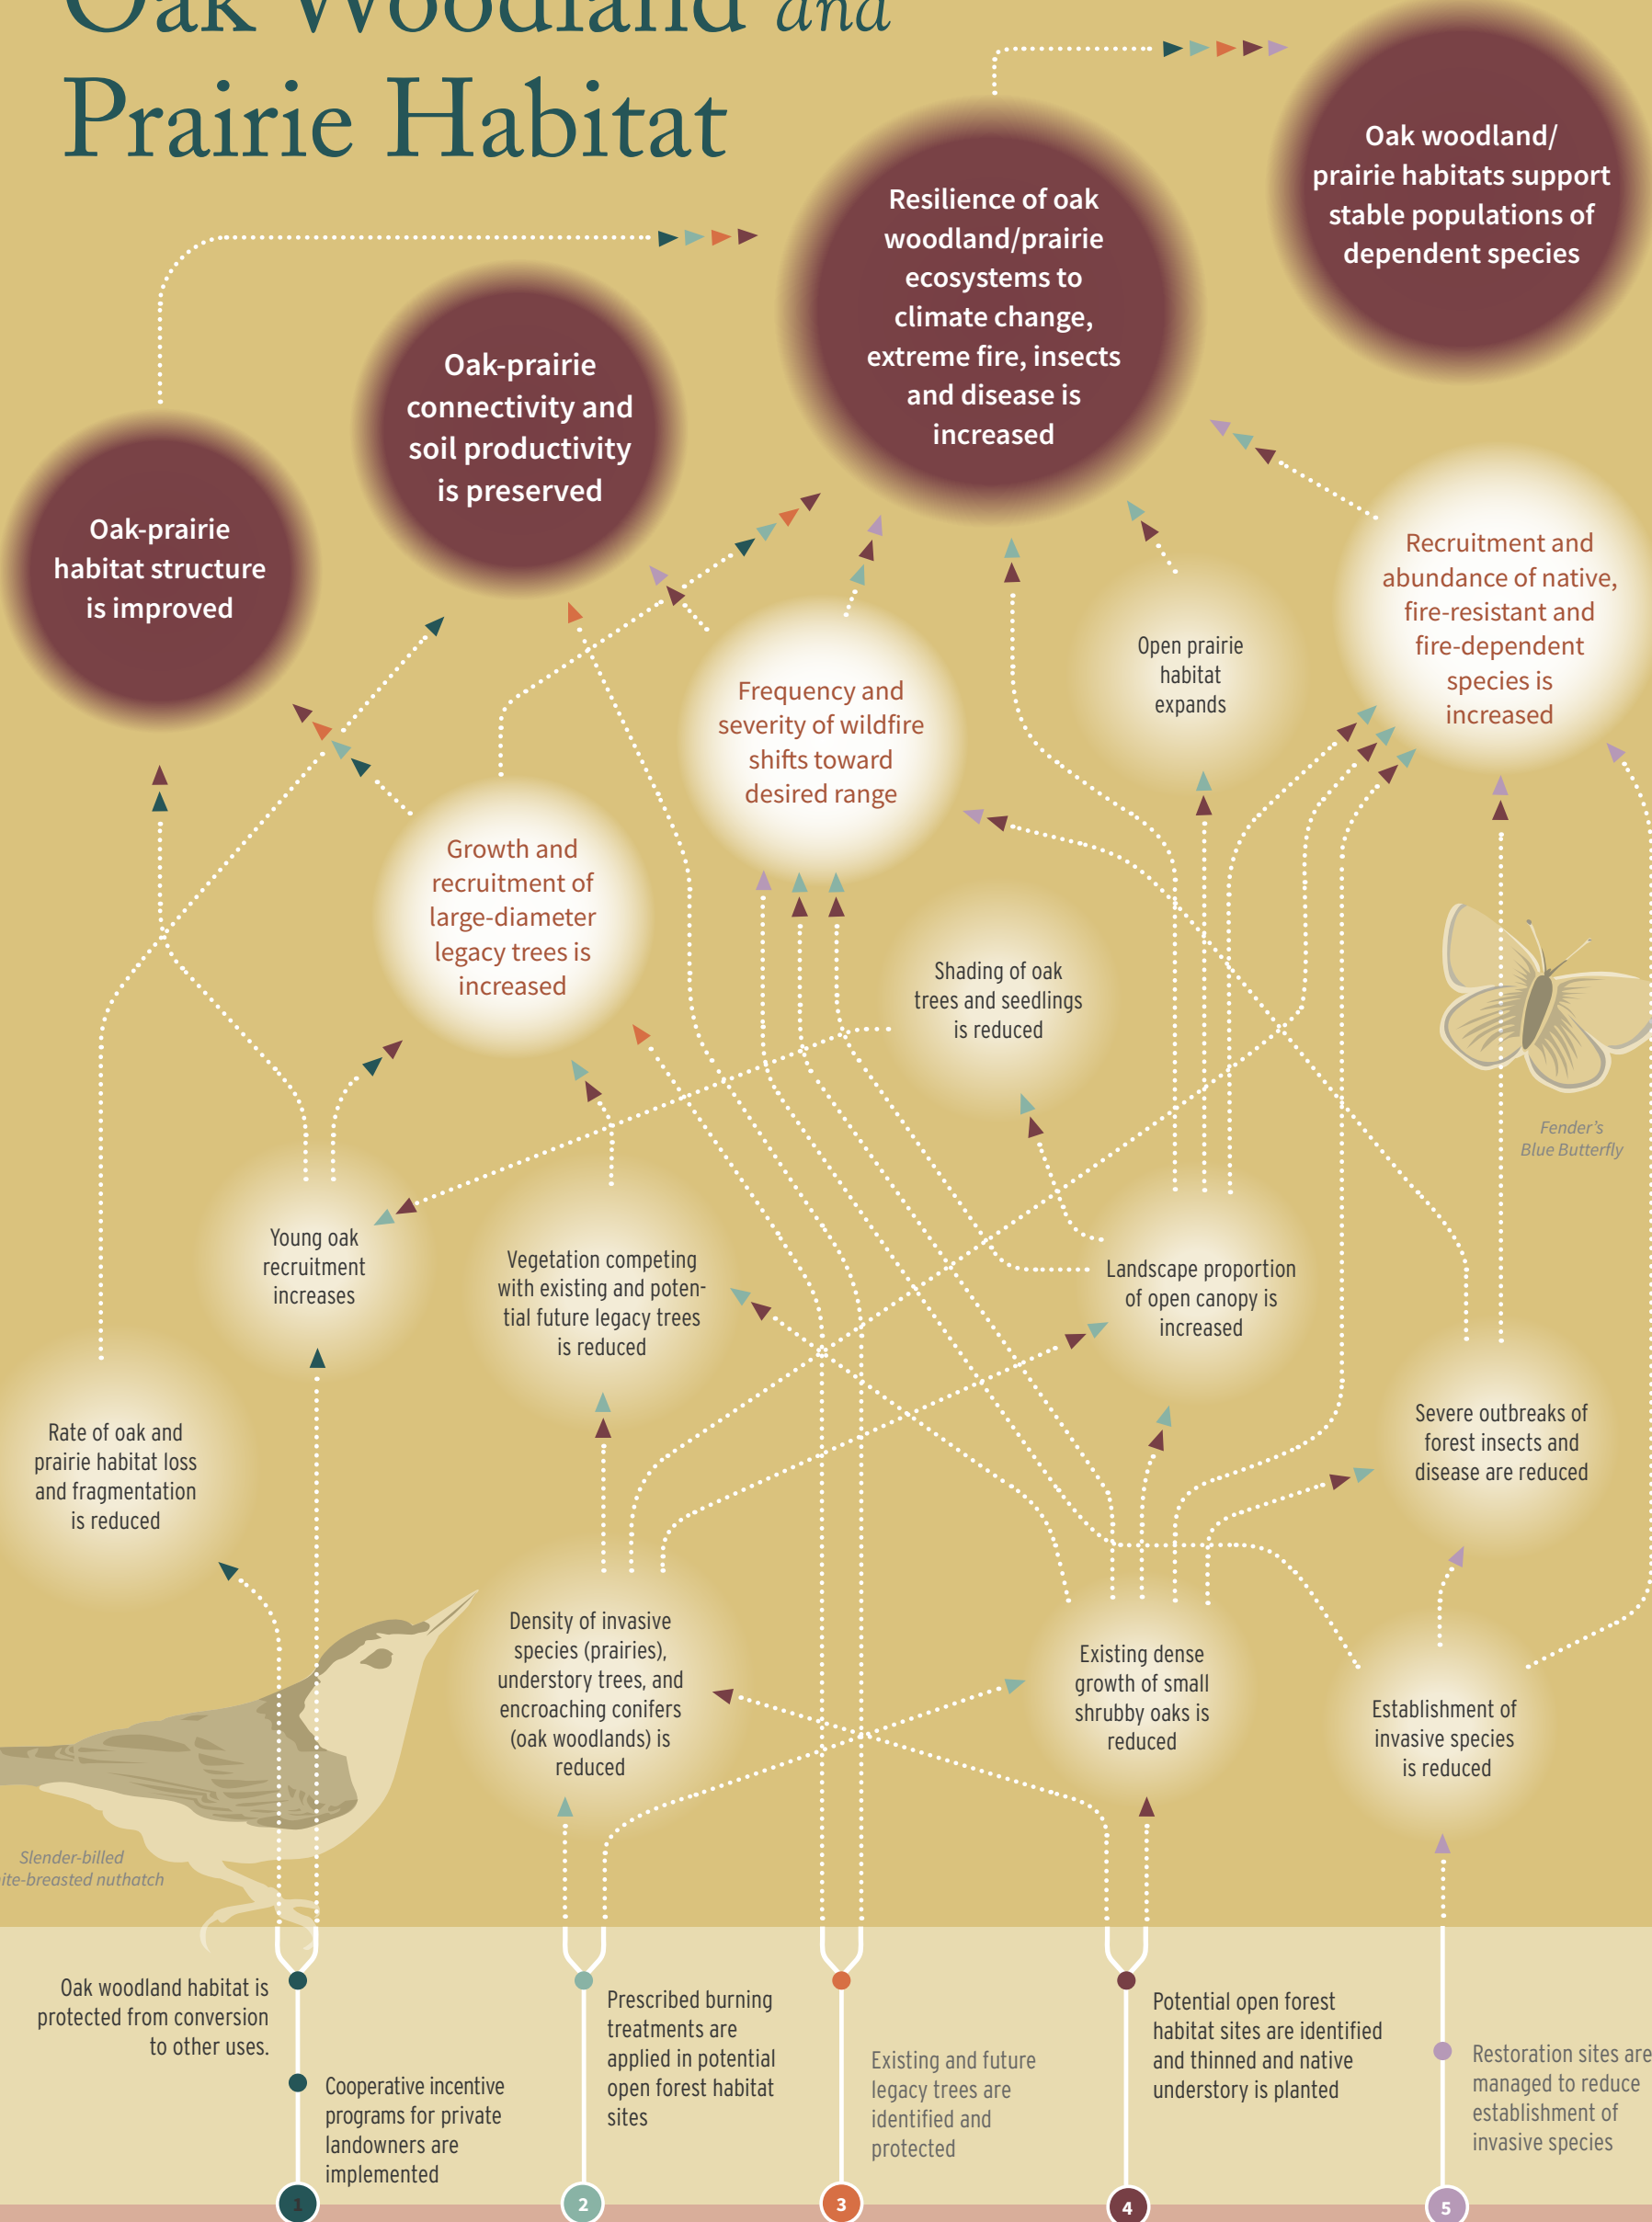 Oak Woodland and
Prairie Habitat
Oak woodland/
prairie habitats support
stable populations of
dependent species
Resilience of oak
woodland/prairie
ecosystems to
climate change,
extreme fire, insects
and disease is
increased
Oak-prairie
connectivity and
soil productivity
is preserved
Oak-prairie
habitat structure
is improved
Recruitment and
abundance of native,
fire-resistant and
fire-dependent
species is
increased
Open prairie
habitat
expands
Frequency and
severity of wildfire
shifts toward
desired range
Growth and
recruitment of
large-diameter
legacy trees is
increased
Shading of oak
trees and seedlings
is reduced
Fender's
Blue Butterfly
Young oak
recruitment
increases
Vegetation competing
with existing and poten-
tial future legacy trees
is reduced
Landscape proportion
of open canopy is
increased
Rate of oak and
prairie habitat loss
and fragmentation
is reduced
Severe outbreaks of
forest insects and
disease are reduced
Density of invasive
species (prairies),
understory trees, and
encroaching conifers
(oak woodlands) is
reduced
Existing dense
growth of small
shrubby oaks is
reduced
Establishment of
invasive species
is reduced
Slender-billed
ite-breasted nuthatch
Oak woodland habitat is
protected from conversion
to other uses.
Cooperative incentive
programs for private
landowners are
implemented
Prescribed burning
treatments are
applied in potential
open forest habitat
sites
Existing and future
legacy trees are
identified and
protected
Potential open forest
habitat sites are identified
and thinned and native
understory is planted
Restoration sites are
managed to reduce
establishment of
invasive species
1
2
3
4
5